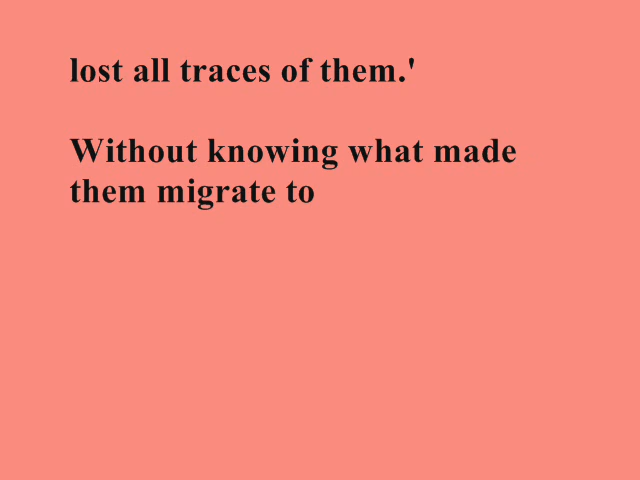 lost all traces of them.'
Without knowing what made
them migrate to